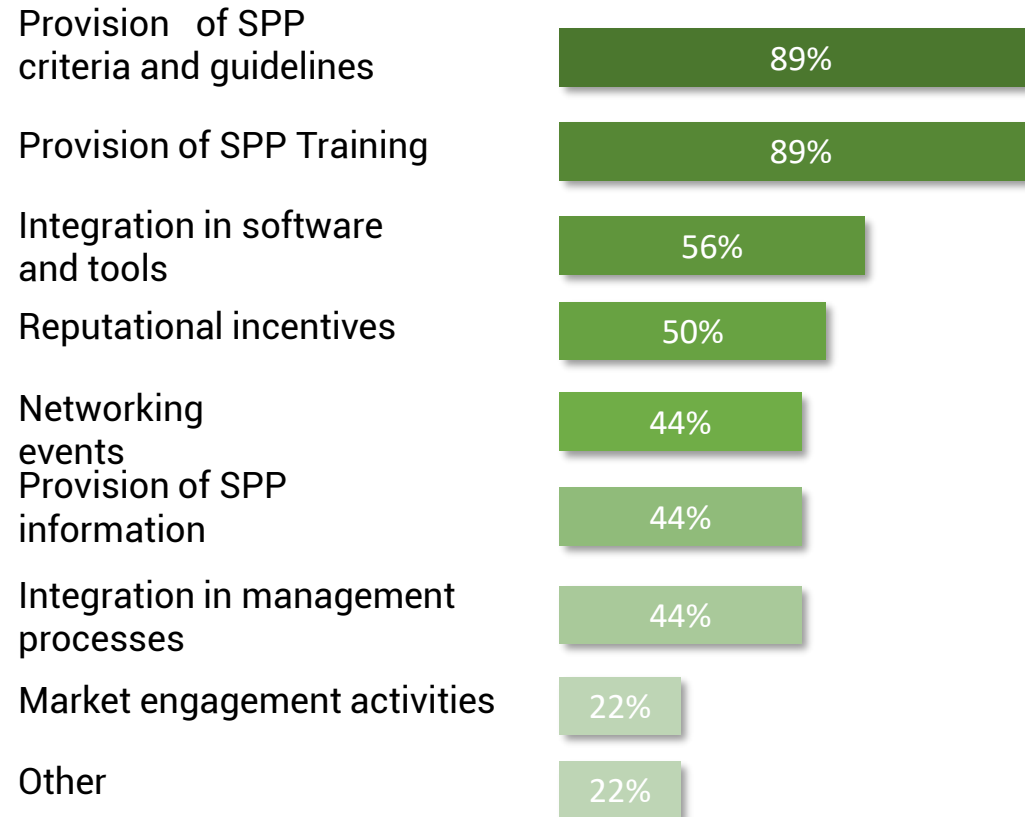 Provision of SPP
criteria and guidelines
89%
Provision of SPP Training
89%
Integration in software
and tools
56%
Reputational incentives
50%
Networking
events
44%
Provision of SPP
information
44%
Integration in management
processes
44%
Market engagement activities
22%
Other
22%